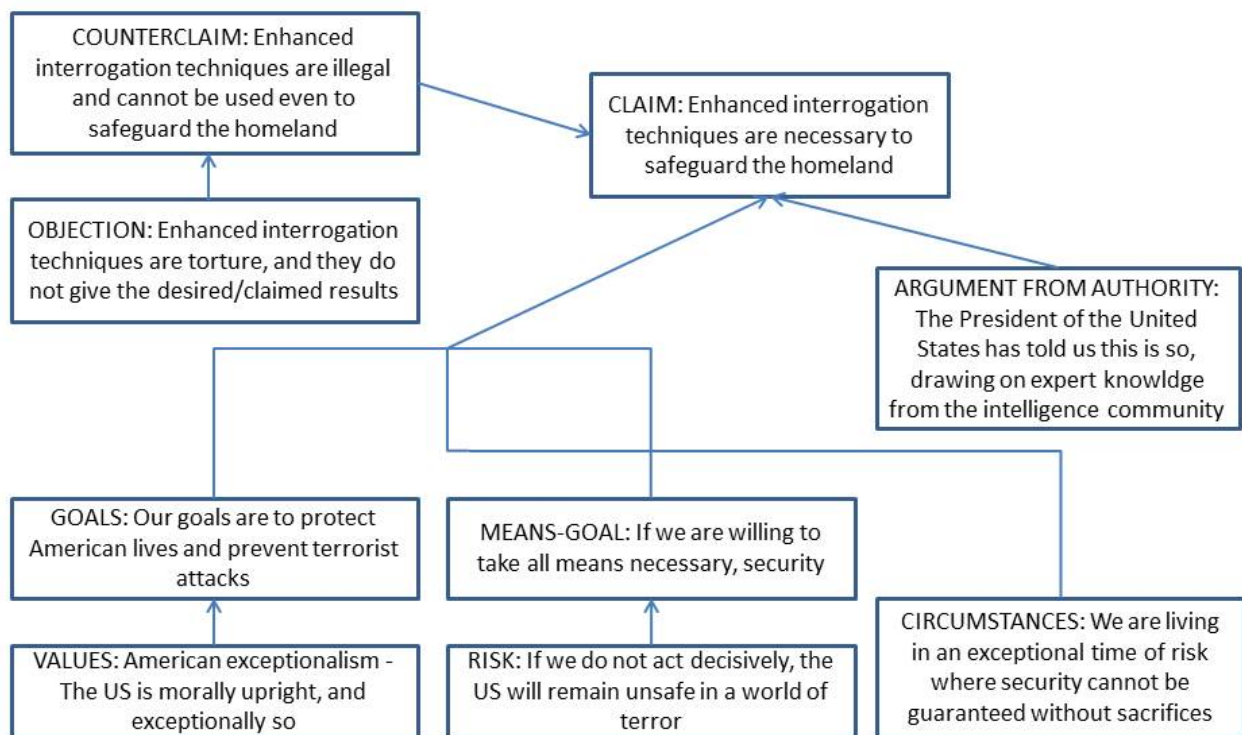 COUNTERCLAIM: Enhanced
interrogation techniques are illegal
and cannot be used even to
safeguard the homeland
CLAIM: Enhanced interrogation
techniques are necessary to
safeguard the homeland
OBJECTION: Enhanced interrogation
techniques are torture, and they do
not give the desired/claimed results
ARGUMENT FROM AUTHORITY:
The President of the United
States has told us this is so,
drawing on expert knowldge
from the intelligence community
GOALS: Our goals are to protect
American lives and prevent terrorist
attacks
MEANS-GOAL: If we are willing to
take all means necessary, security
VALUES: American exceptionalism -
The US is morally upright, and
exceptionally so
RISK: If we do not act decisively, the
US will remain unsafe in a world of
terror
CIRCUMSTANCES: We are living
in an exceptional time of risk
where security cannot be
guaranteed without sacrifices